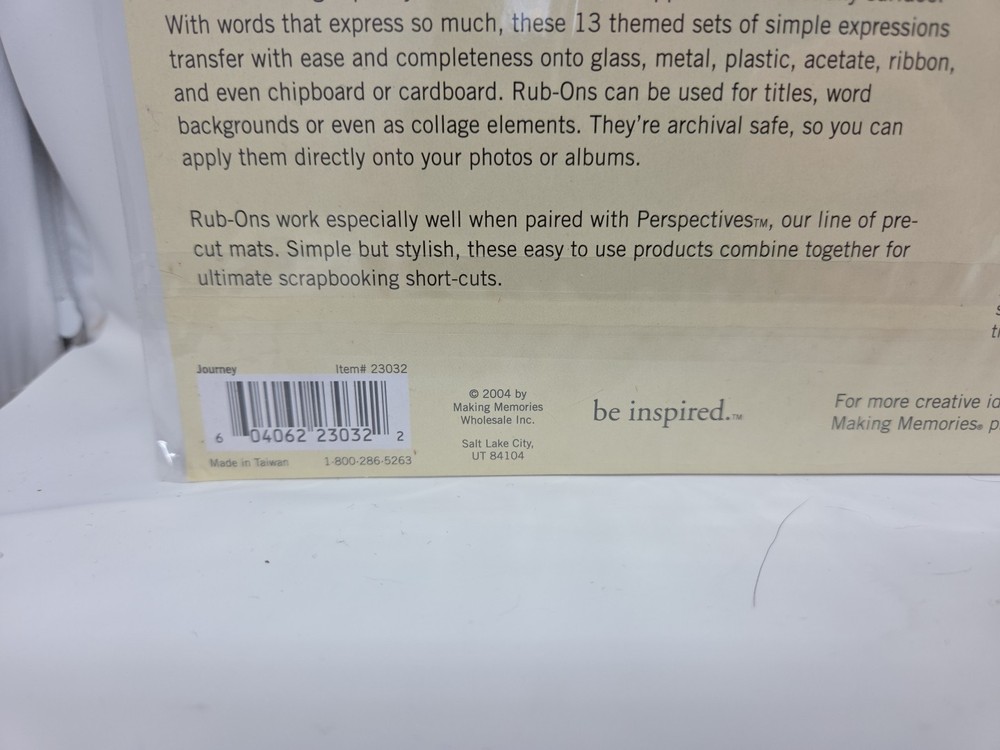 With words that express so much, these 13 themed sets of simple expressions
transfer with ease and completeness onto glass, metal, plastic, acetate, ribbon,
and even chipboard or cardboard. Rub-Ons can be used for titles, word
backgrounds or even as collage elements. They're archival safe, so you can
apply them directly onto your photos or albums.
Rub-Ons work especially well when paired with Perspectives™, our line of pre-
cut mats. Simple but stylish, these easy to use products combine together for
ultimate scrapbooking short-cuts.
Journey Item# 23032
6 04062 23032 2
Made in Taiwan 1-800-286-5263
© 2004 by
Making Memories
Wholesale Inc.
Salt Lake City,
UT 84104
be inspired.™
For more creative
Making Memories®